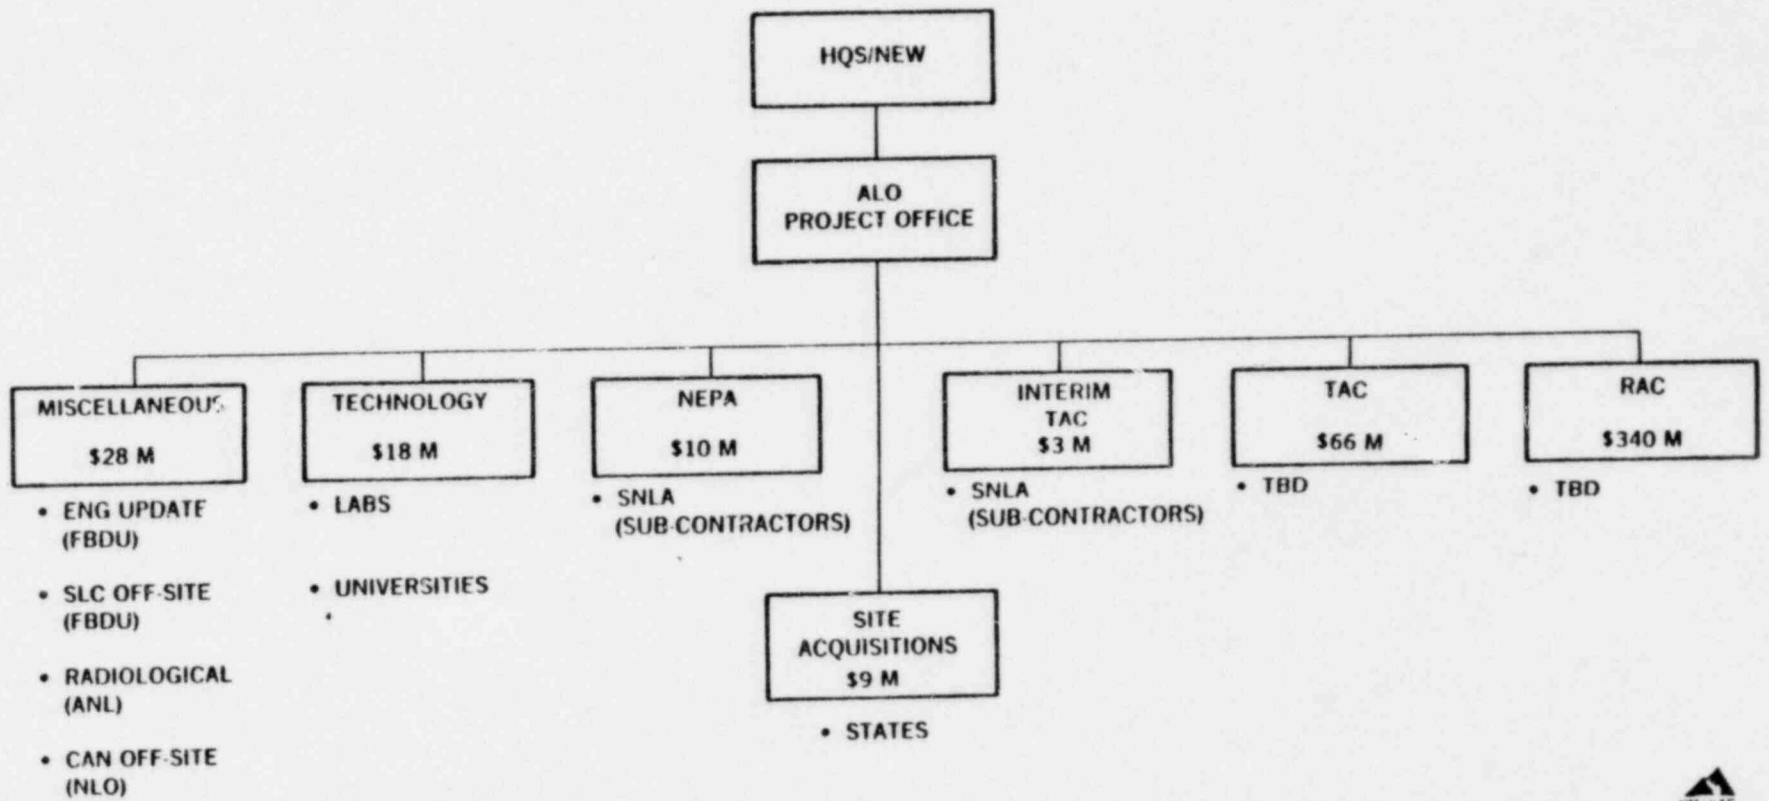 HQS/NEW
ALO
PROJECT OFFICE
MISCELLANEOUS
$28 M
• ENG UPDATE
(FBDU)
• SLC OFF-SITE
(FBDU)
• RADIOLOGICAL
(ANL)
• CAN OFF-SITE
(NLO)
TECHNOLOGY
$18 M
• LABS
• UNIVERSITIES
NEPA
$10 M
• SNLA
(SUB-CONTRACTORS)
SITE
ACQUISITIONS
$9 M
• STATES
INTERIM
TAC
$3 M
• SNLA
(SUB-CONTRACTORS)
TAC
$66 M
• TBD
RAC
$340 M
• TBD